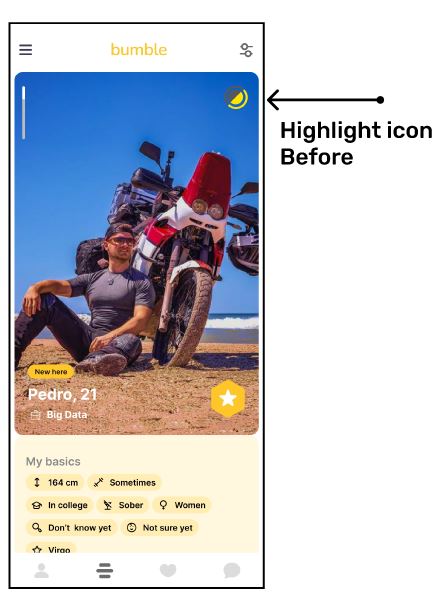 bumble
Highlight icon
Before
New here
Pedro, 21
Big Data
My basics
164 cm Sometimes
In college Sober Women
Don't know yet Not sure yet
Virgo